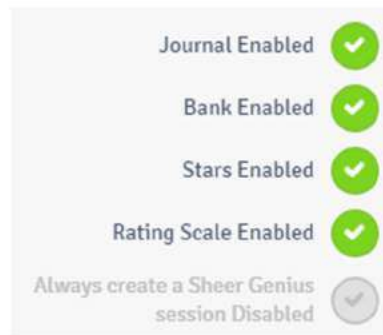 Journal Enabled
Bank Enabled
Stars Enabled
Rating Scale Enabled
Always create a Sheer Genius
session Disabled